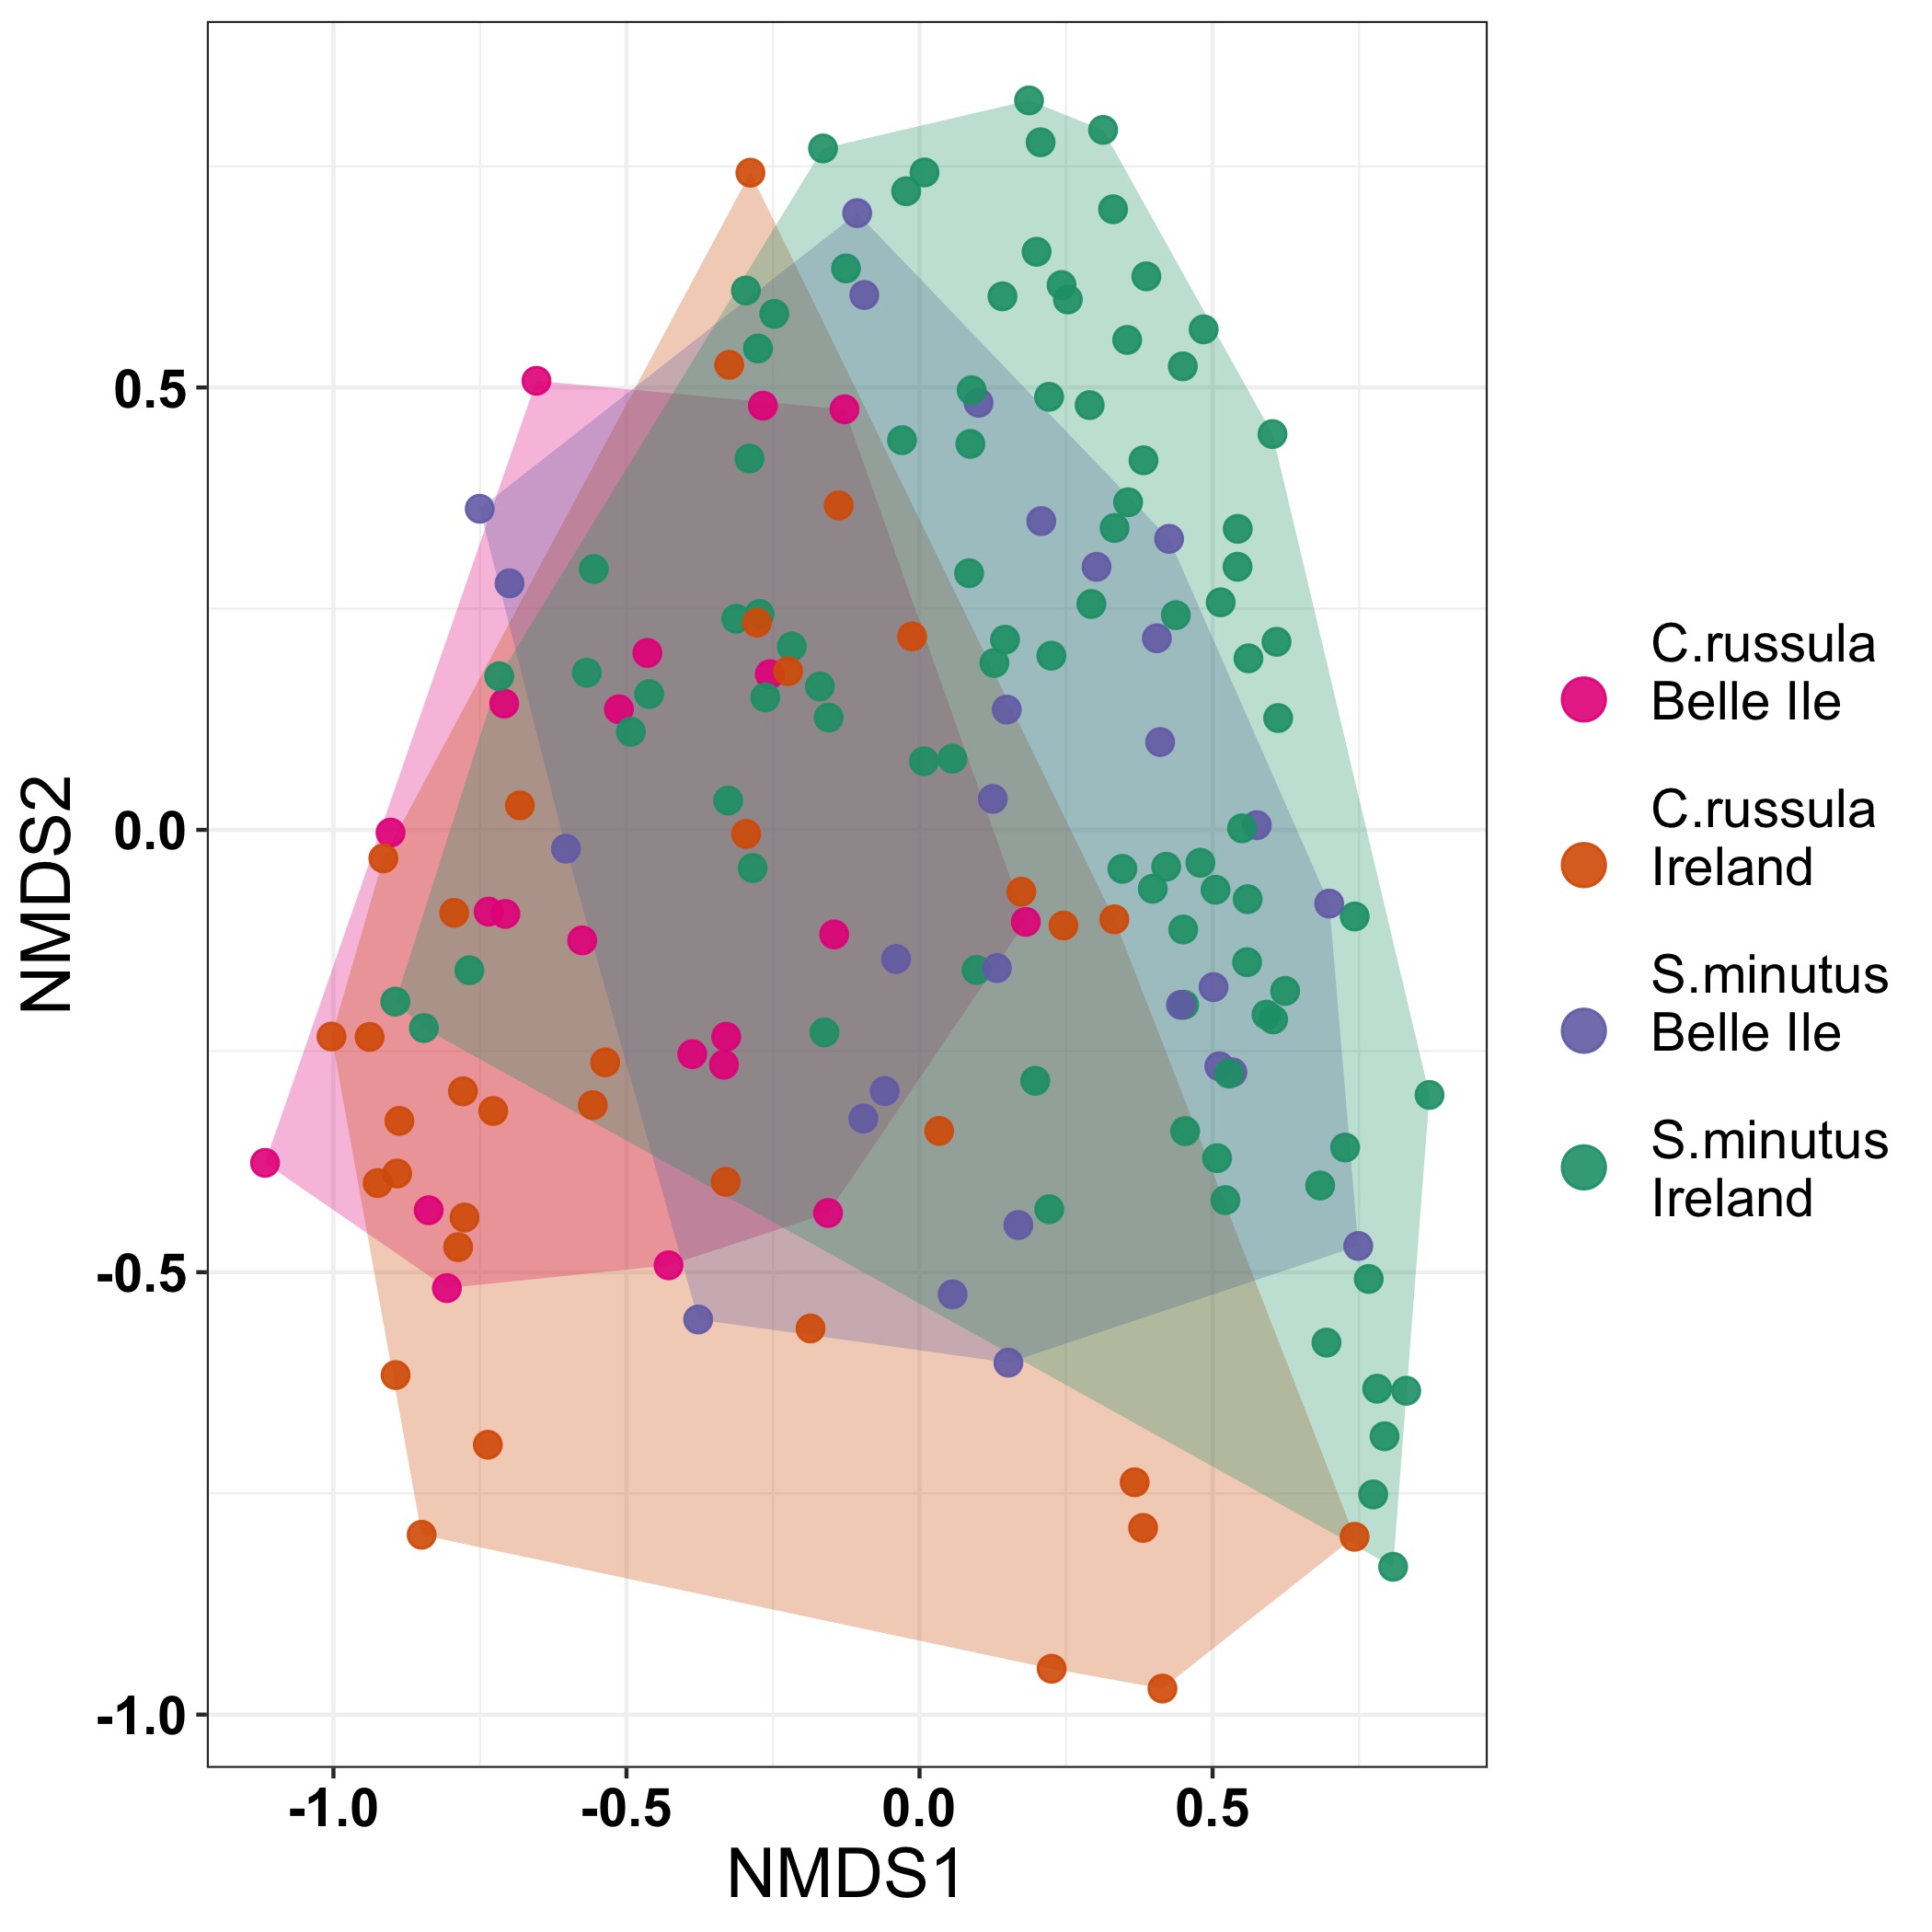 0.5
0.0
-0.5
-1.0
NMDS2
-1.0 -0.5 0.0 0.5
NMDS1
C.russula
Belle Ile
C.russula
Ireland
S.minutus
Belle Ile
S.minutus
Ireland